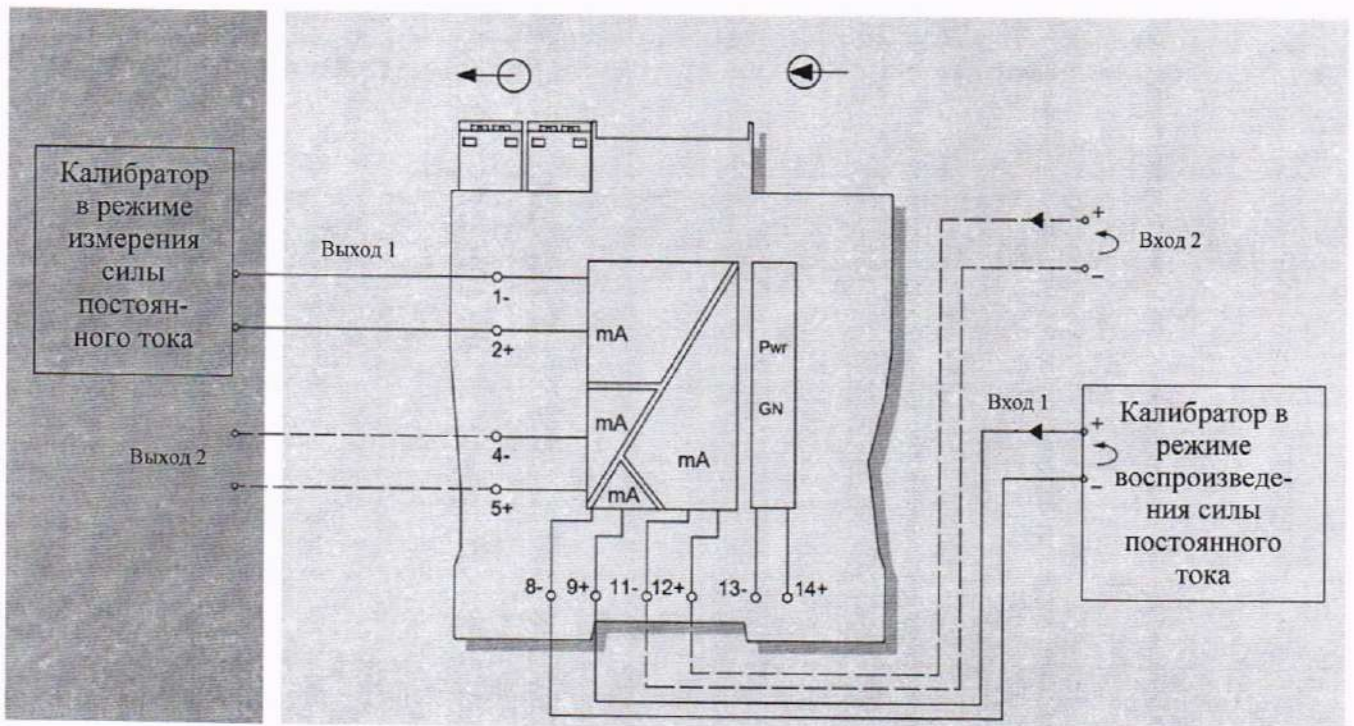 Калибратор
в режиме
измерения
силы
постоян-
ного тока
Выход 1
1-
2+
mA
Выход 2
4-
5+
mA
mA
mA
Pwr
GN
8-
9+
11-
12+
13-
14+
+
Вход 2
–
Вход 1
+
–
Калибратор в
режиме
воспроизведе-
ния силы
постоянного
тока